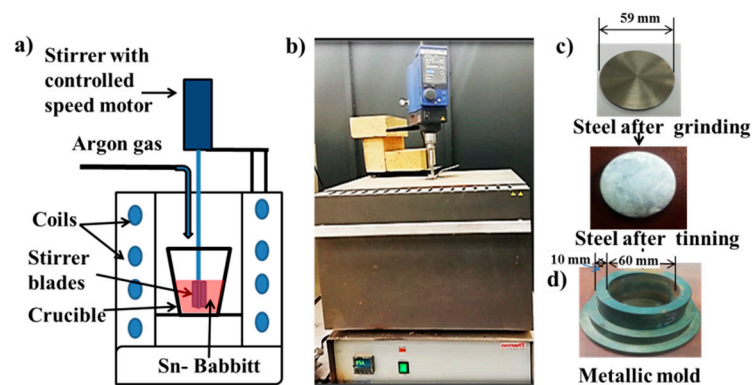 a)
Stirrer with
controlled
speed motor
Argon gas
Coils
Stirrer
blades
Crucible
Sn- Babbitt
b)
c)
59 mm
Steel after grinding
Steel after tinning
10 mm
60 mm
d)
Metallic mold